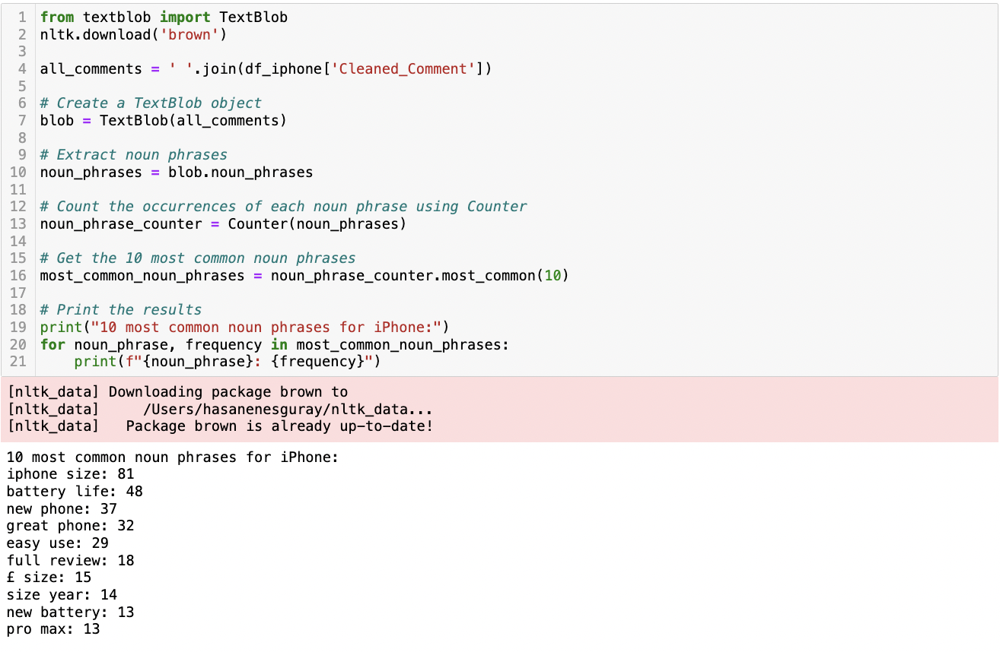 1 from textblob import TextBlob
2 nltk.download('brown')
3
4 all_comments = ' '.join(df_iphone['Cleaned_Comment'])
5
6 # Create a TextBlob object
7 blob = TextBlob(all_comments)
8
9 # Extract noun phrases
10 noun_phrases = blob.noun_phrases
11
12 # Count the occurrences of each noun phrase using Counter
13 noun_phrase_counter = Counter(noun_phrases)
14
15 # Get the 10 most common noun phrases
16 most_common_noun_phrases = noun_phrase_counter.most_common(10)
17
18 # Print the results
19 print("10 most common noun phrases for iPhone:")
20 for noun_phrase, frequency in most_common_noun_phrases:
21     print(f"{noun_phrase}: {frequency}")
[nltk_data] Downloading package brown to
[nltk_data]     /Users/hasanenesguray/nltk_data...
[nltk_data]   Package brown is already up-to-date!
10 most common noun phrases for iPhone:
iphone size: 81
battery life: 48
new phone: 37
great phone: 32
easy use: 29
full review: 18
£ size: 15
size year: 14
new battery: 13
pro max: 13